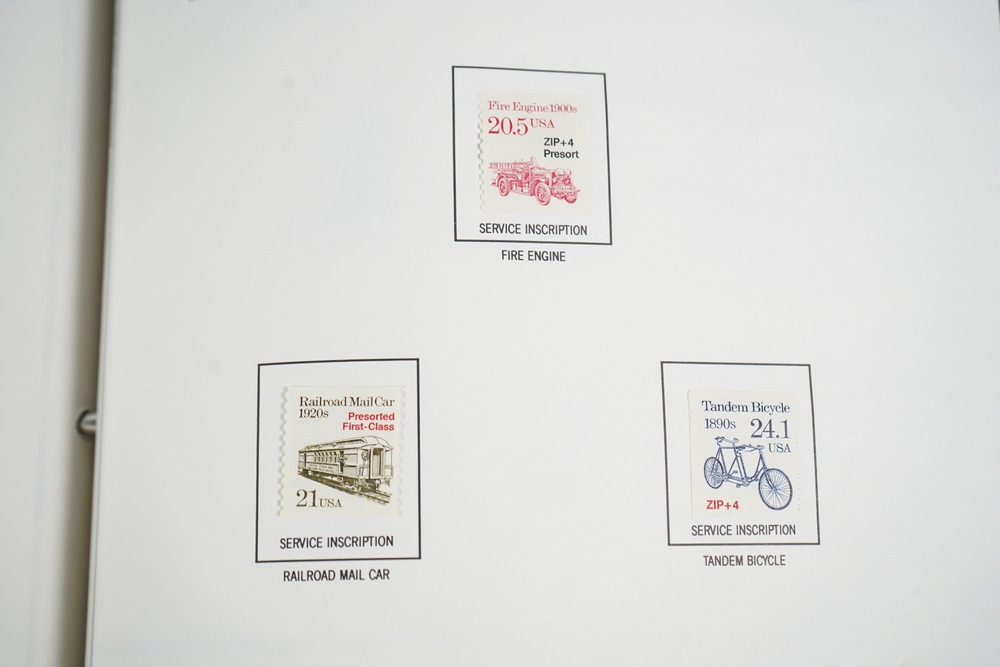 Fire Engine 1900s
20.5 USA
ZIP+4
Presort
SERVICE INSCRIPTION
FIRE ENGINE
Railroad Mail Car
1920s
Presorted
First-Class
21 USA
SERVICE INSCRIPTION
RAILROAD MAIL CAR
Tandem Bicycle
1890s 24.1
USA
ZIP+4
SERVICE INSCRIPTION
TANDEM BICYCLE